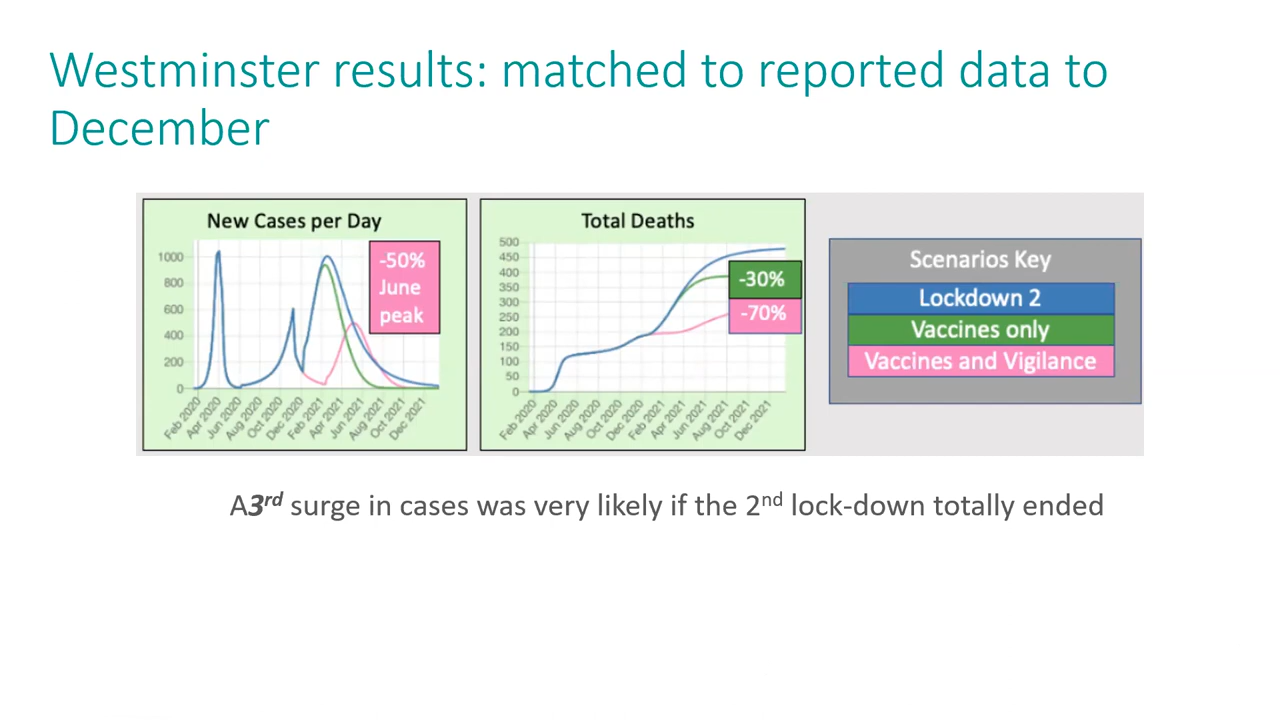 Westminster results: matched to reported data to
December
New Cases per Day
1000
800
600
400
200
0
Feb 2020
Apr 2020
Jun 2020
Aug 2020
Oct 2020
Dec 2020
Feb 2021
Apr 2021
Jun 2021
Aug 2021
Oct 2021
Dec 2021
-50%
June
peak
Total Deaths
500
450
400
350
300
250
200
150
100
50
0
Feb 2020
Apr 2020
Jun 2020
Aug 2020
Oct 2020
Dec 2020
Feb 2021
Apr 2021
Jun 2021
Aug 2021
Oct 2021
Dec 2021
-30%
-70%
Scenarios Key
Lockdown 2
Vaccines only
Vaccines and Vigilance
A3rd surge in cases was very likely if the 2nd lock-down totally ended